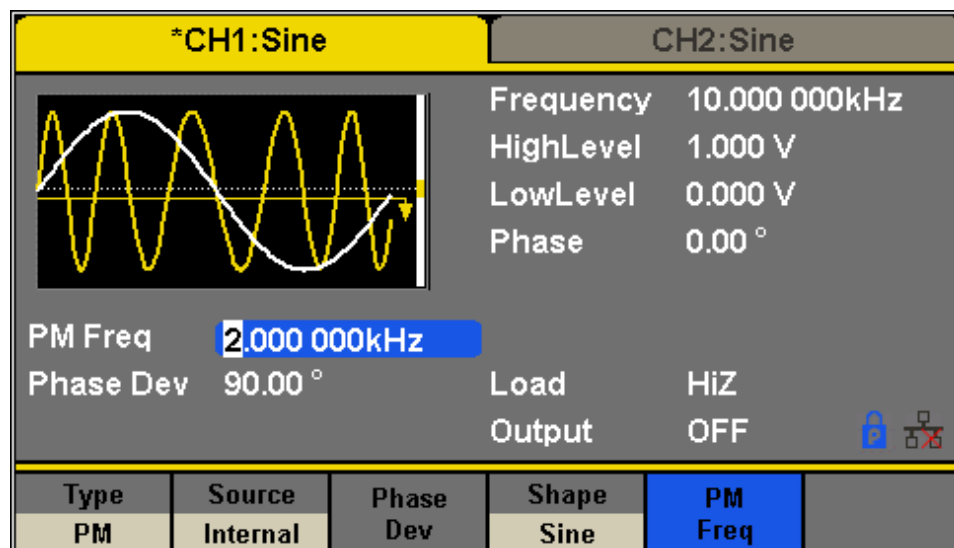 *CH1:Sine
CH2:Sine
Frequency 10.000 000kHz
HighLevel 1.000 V
LowLevel 0.000 V
Phase 0.00 °
PM Freq 2.000 000kHz
Phase Dev 90.00 °
Load HiZ
Output OFF
P
Type
PM
Source
Internal
Phase
Dev
Shape
Sine
PM
Freq